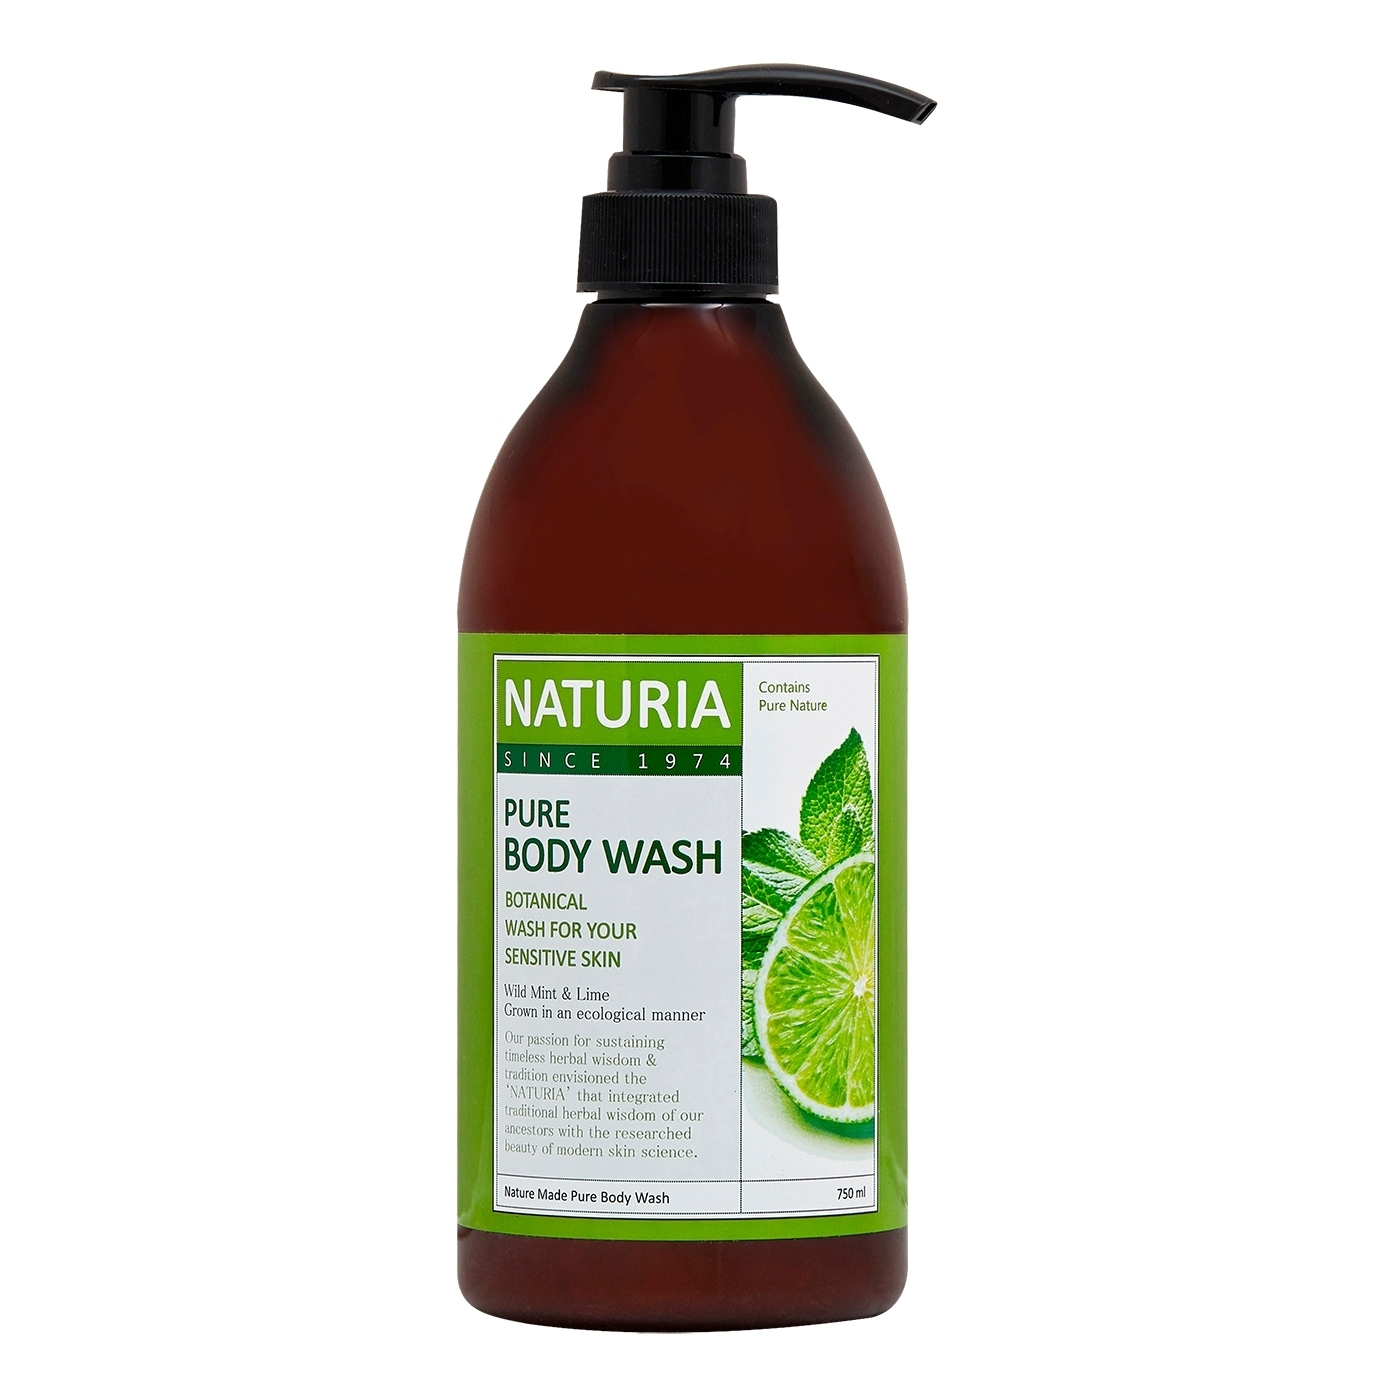 NATURIA
SINCE 1974
Contains
Pure Nature
PURE
BODY WASH
BOTANICAL
WASH FOR YOUR
SENSITIVE SKIN
Wild Mint & Lime
Grown in an ecological manner
Our passion for sustaining
timeless herbal wisdom &
tradition envisioned the
‘NATURIA’ that integrated
traditional herbal wisdom of our
ancestors with the researched
beauty of modern skin science.
Nature Made Pure Body Wash
750 ml